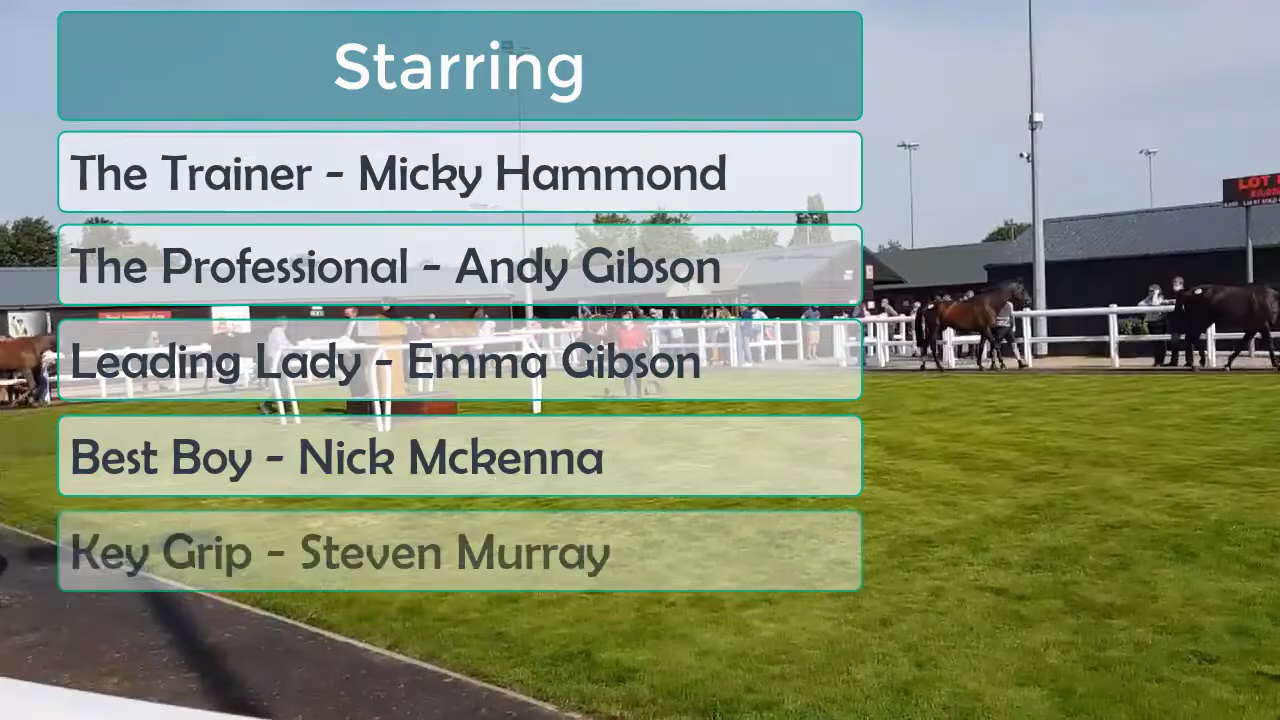 Starring
The Trainer - Micky Hammond
The Professional - Andy Gibson
Leading Lady - Emma Gibson
Best Boy - Nick Mckenna
Key Grip - Steven Murray
LOT